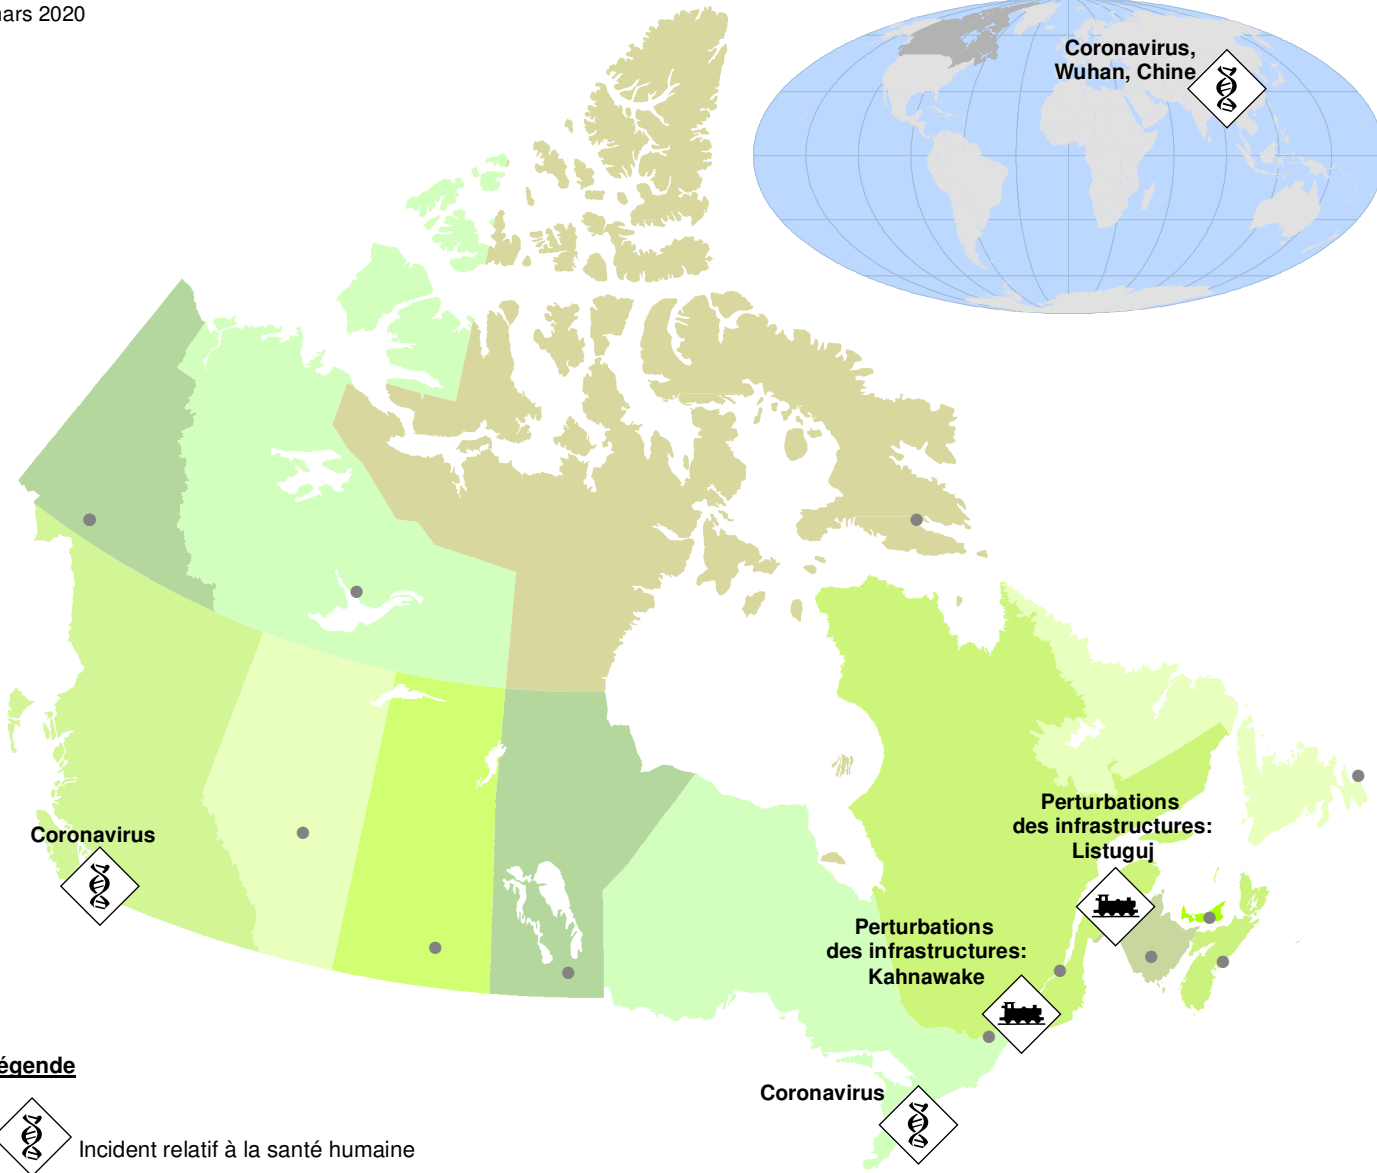 mars 2020
Coronavirus,
Wuhan, Chine
Coronavirus
Perturbations
des infrastructures:
Listuguj
Perturbations
des infrastructures:
Kahnawake
Coronavirus
égende
Incident relatif à la santé humaine